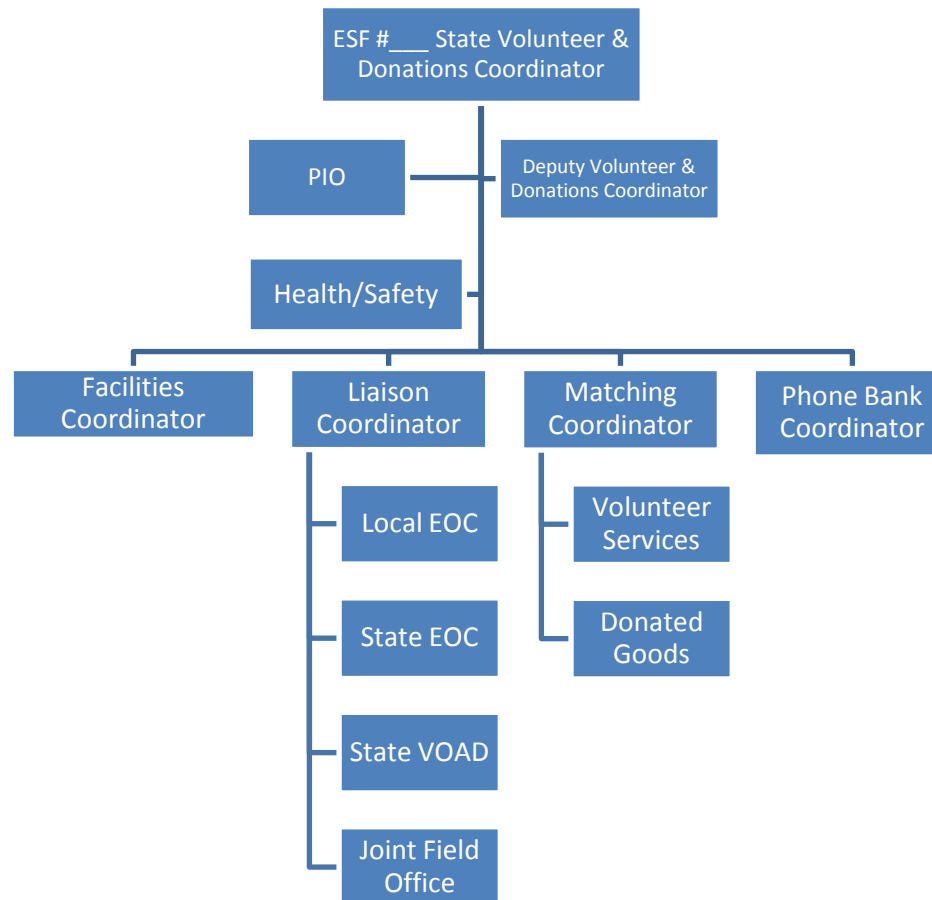 ESF #___ State Volunteer &
Donations Coordinator
PIO
Deputy Volunteer &
Donations Coordinator
Health/Safety
Facilities
Coordinator
Liaison
Coordinator
Matching
Coordinator
Phone Bank
Coordinator
Local EOC
State EOC
State VOAD
Joint Field
Office
Volunteer
Services
Donated
Goods